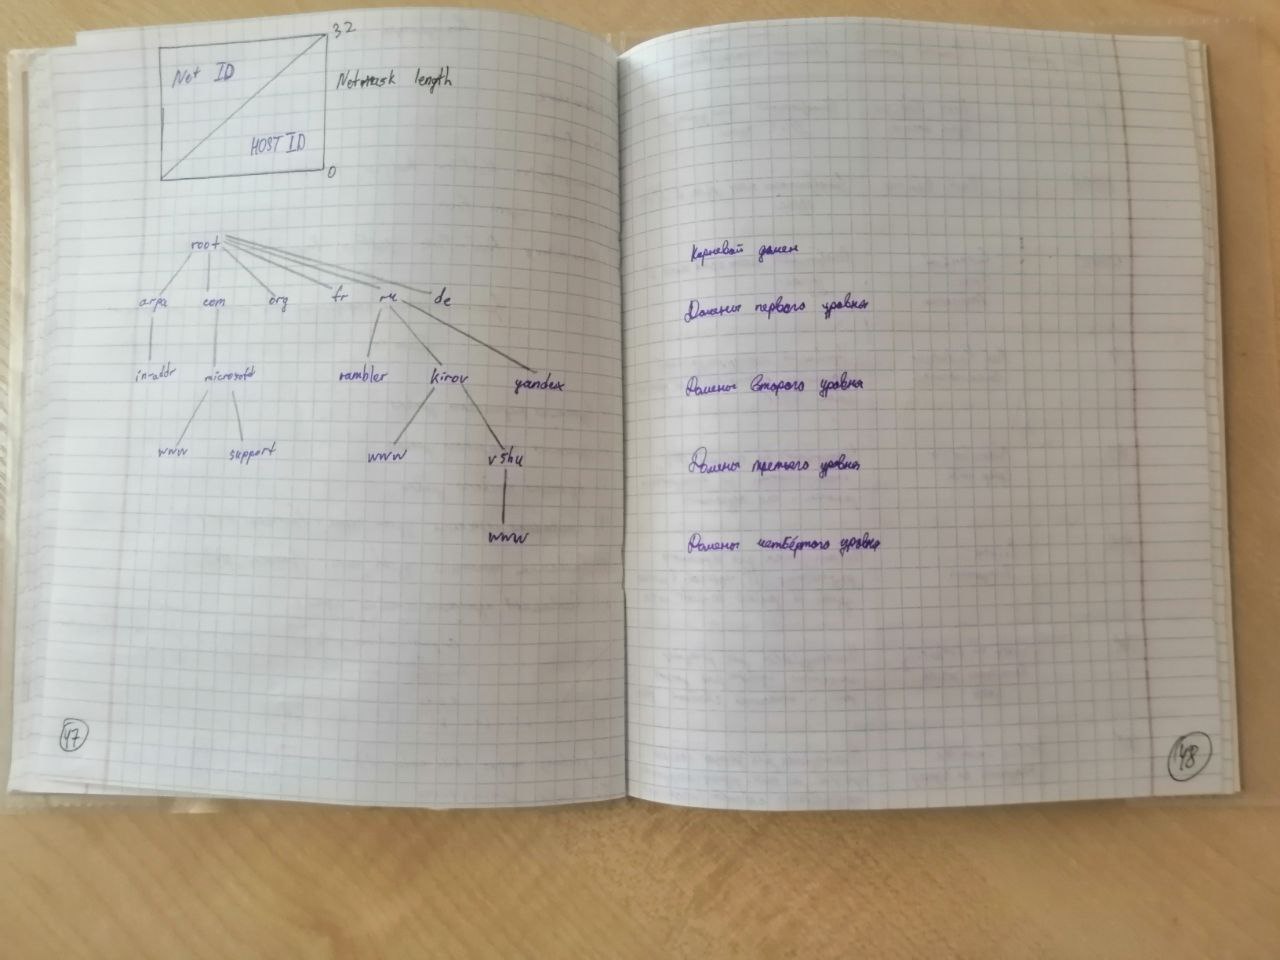 32
Net ID
Netmask length
HOST ID
0
root
arpa com org fr ru de
in-addr microsoft rambler kirov yandex
www support www vshu
www
47
Корневой домен
Домены первого уровня
Домены второго уровня
Домены третьего уровня
Домены четвёртого уровня
48